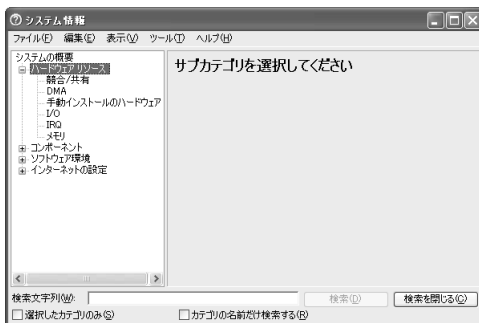 システム情報
ファイル(F) 編集(E) 表示(V) ツール(T) ヘルプ(H)
システムの概要
ハードウェア リソース
競合/共有
DMA
手動インストールのハードウェア
I/O
IRQ
メモリ
コンポーネント
ソフトウェア環境
インターネットの設定
サブカテゴリを選択してください
検索文字列(W):
検索(D)
検索を閉じる(C)
選択したカテゴリのみ(S)
カテゴリの名前だけ検索する(R)